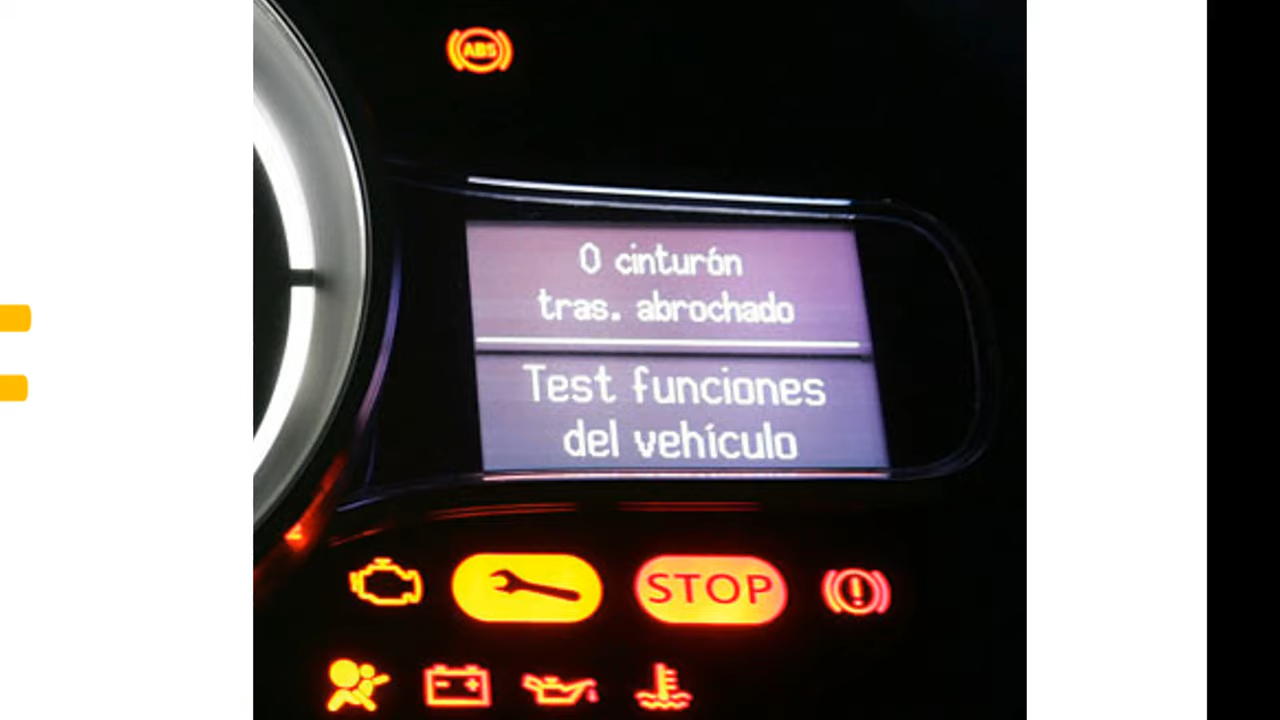 ABS
0 cinturón
tras. abrochado
Test funciones
del vehículo
STOP